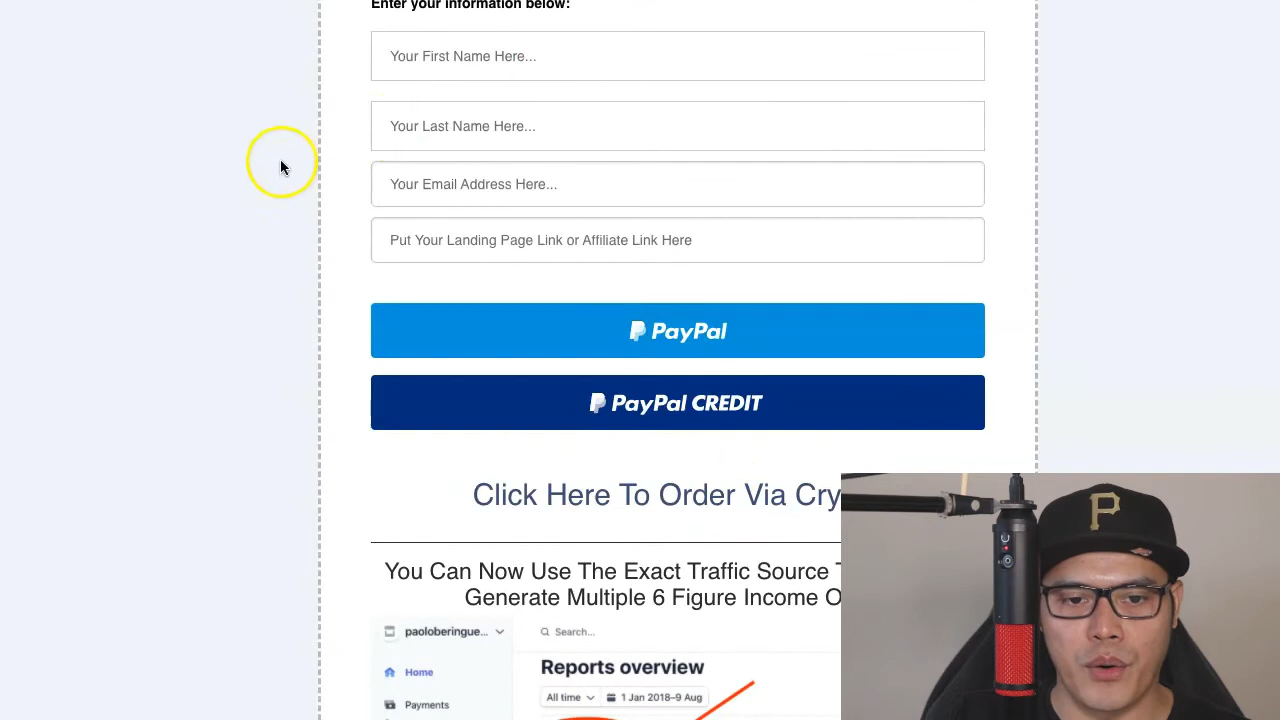 Enter your information below:
Your First Name Here...
Your Last Name Here...
Your Email Address Here...
Put Your Landing Page Link or Affiliate Link Here
PayPal
PayPal CREDIT
Click Here To Order Via
You Can Now Use The Exact Traffic Source
Generate Multiple 6 Figure Income
paoloberingue...
Search...
Home
Reports overview
All time
1 Jan 2018–9 Aug
Payments
P